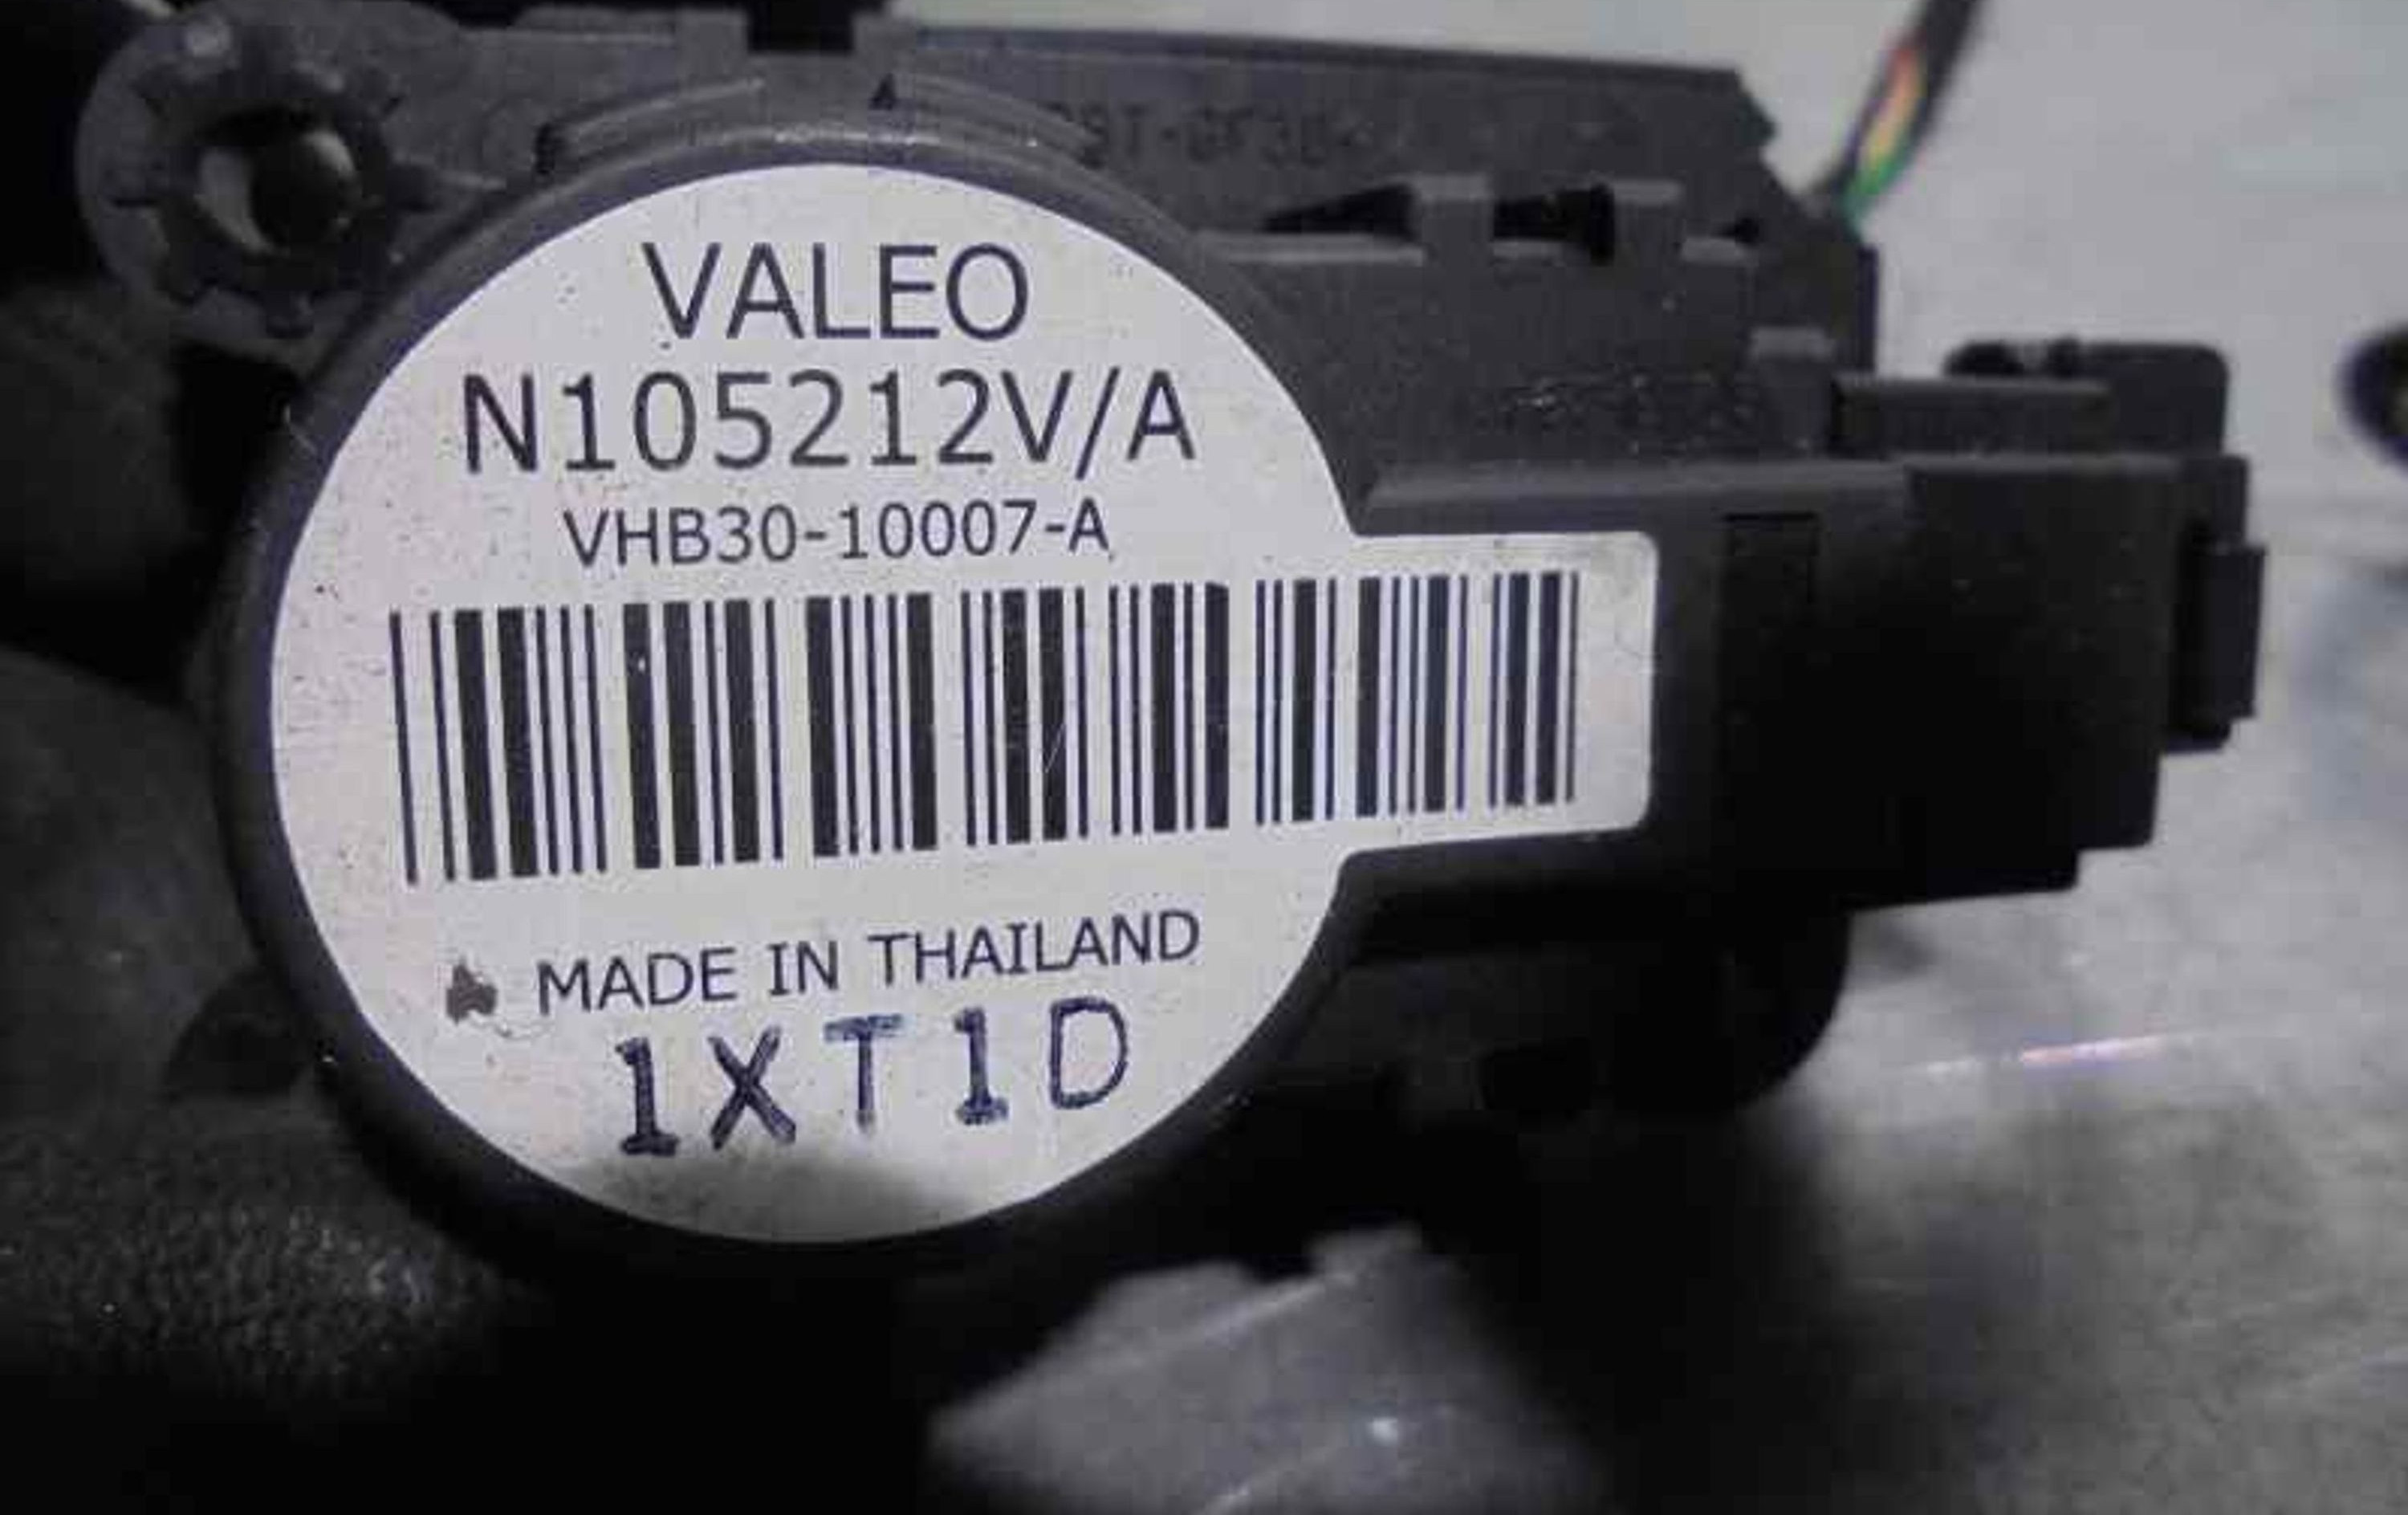 VALEO
N105212V/A
VHB30-10007-A
MADE IN THAILAND
1XT1D